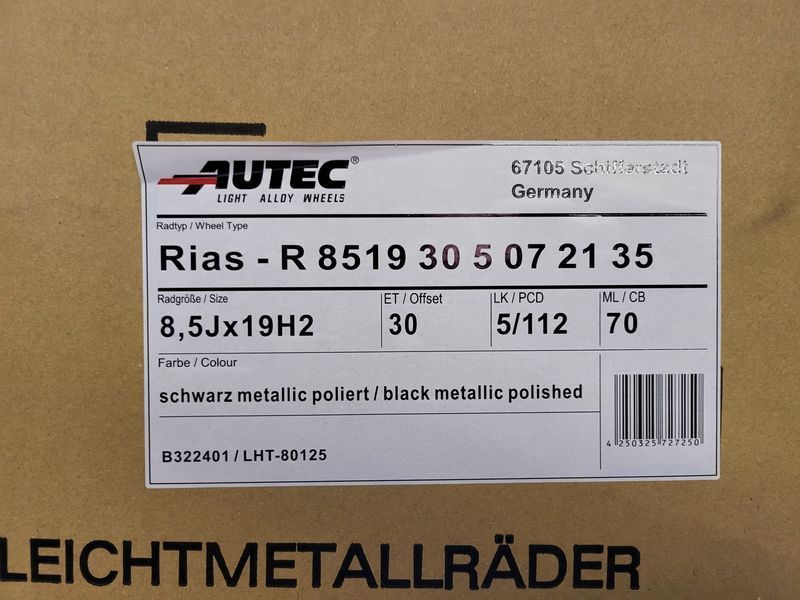 AUTEC®
LIGHT ALLOY WHEELS
67105 Schifferstadt
Germany
Radtyp / Wheel Type
Rias - R 8519 30 5 07 21 35
Radgröße / Size
ET / Offset
LK / PCD
ML / CB
8,5Jx19H2
30
5/112
70
Farbe / Colour
schwarz metallic poliert / black metallic polished
B322401 / LHT-80125
4 250325 727250
LEICHTMETALLRÄDER